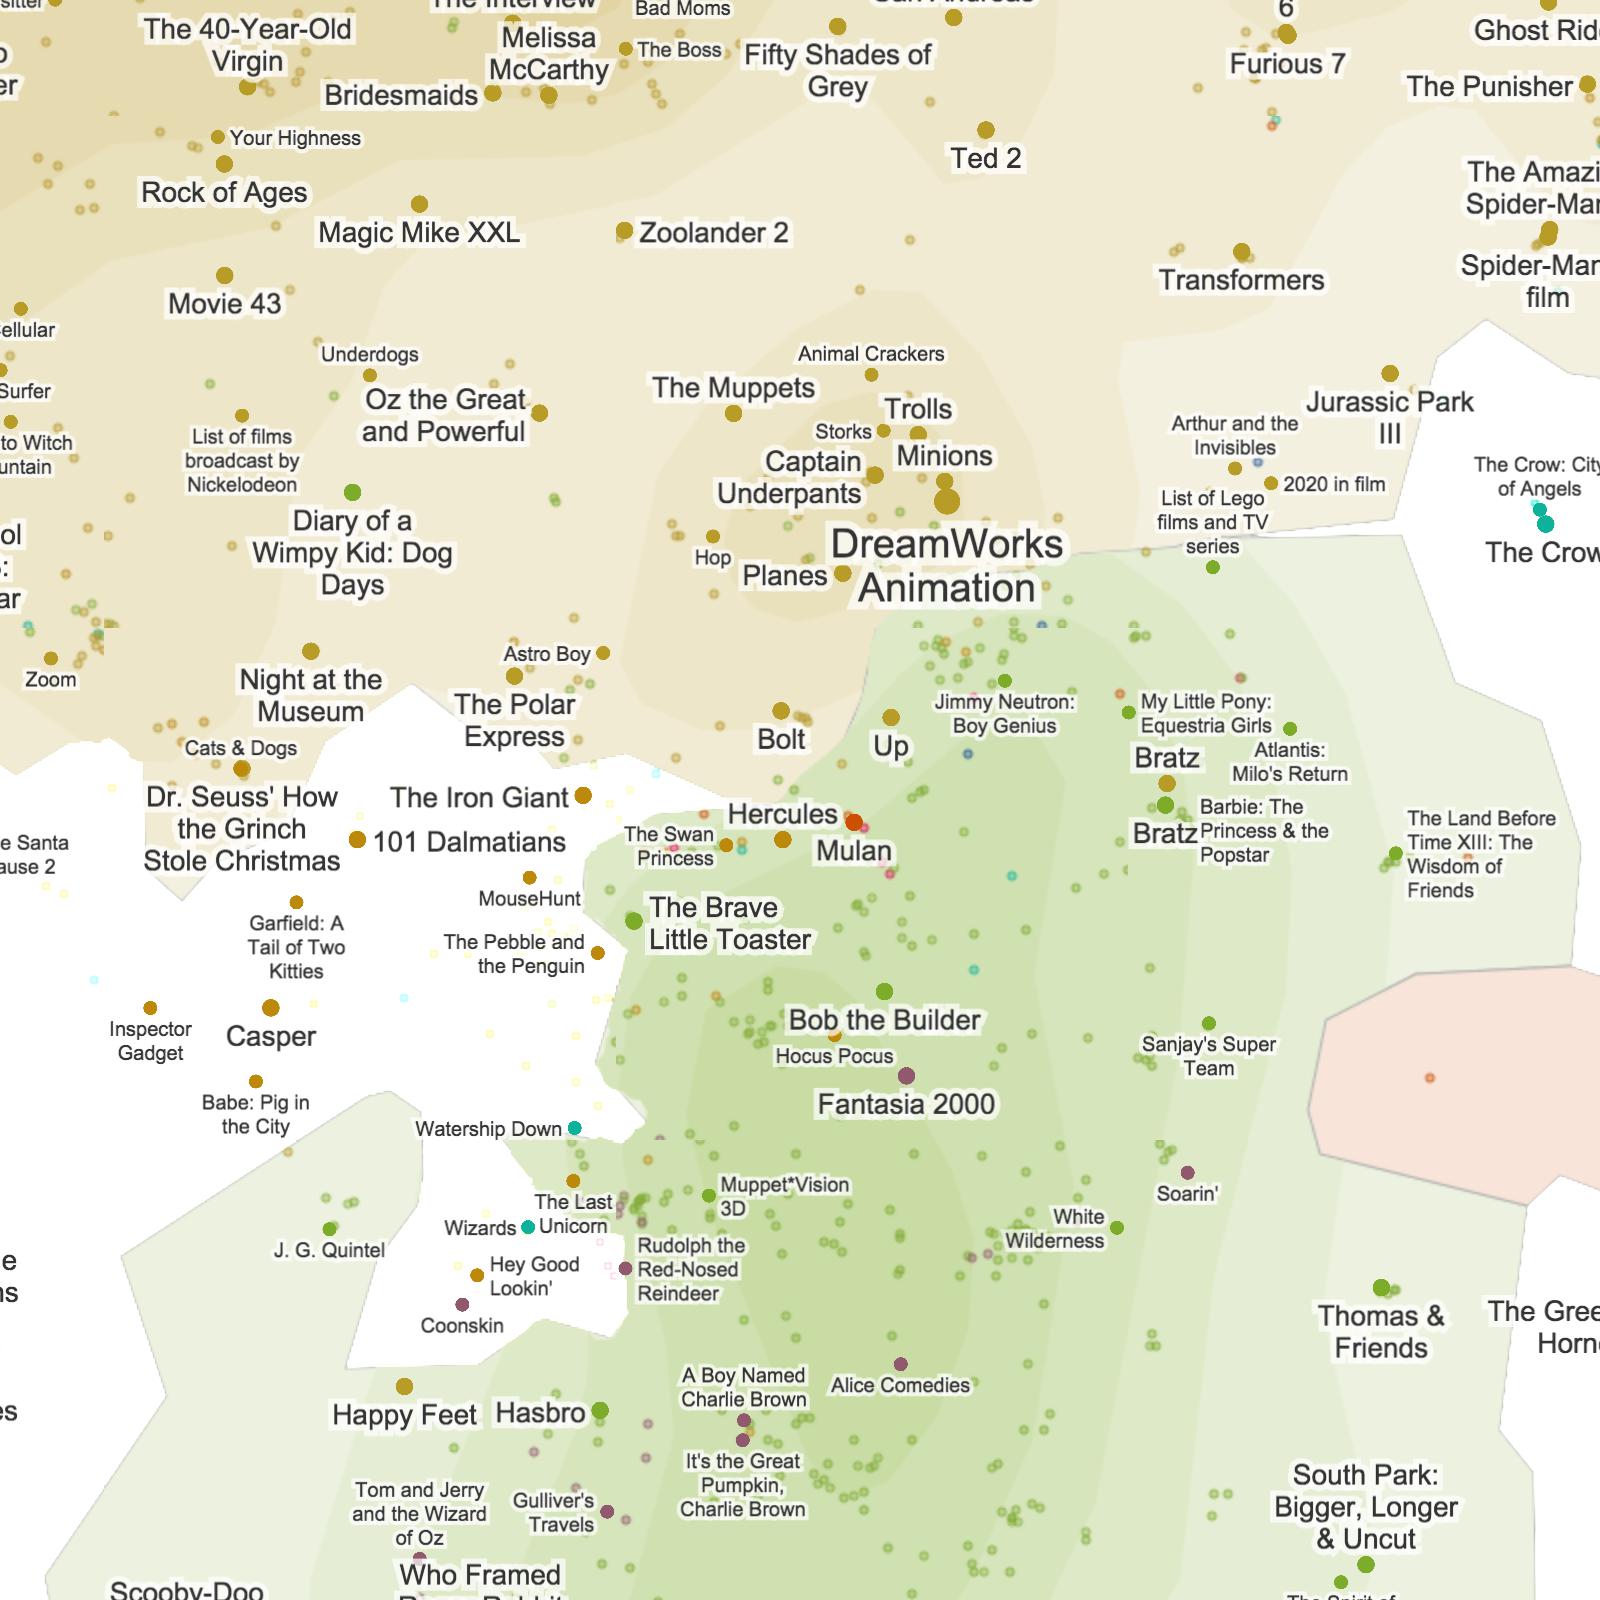 The 40-Year-Old
Virgin
The Interview
Melissa
McCarthy
Bad Moms
The Boss
Bridesmaids
Fifty Shades of
Grey
San Andreas
6
Furious 7
Ghost Rid
The Punisher
Your Highness
Rock of Ages
Ted 2
The Amazi
Spider-Mar
Magic Mike XXL
Zoolander 2
Transformers
Spider-Mar
film
Movie 43
ellular
Surfer
to Witch
untain
Underdogs
Oz the Great
and Powerful
List of films
broadcast by
Nickelodeon
Diary of a
Wimpy Kid: Dog
Days
The Muppets
Animal Crackers
Trolls
Storks
Minions
Captain
Underpants
DreamWorks
Animation
Hop
Planes
Jurassic Park
III
Arthur and the
Invisibles
2020 in film
List of Lego
films and TV
series
The Crow: City
of Angels
The Crow
ol
ar
Zoom
Night at the
Museum
Astro Boy
The Polar
Express
Bolt
Up
Jimmy Neutron:
Boy Genius
My Little Pony:
Equestria Girls
Atlantis:
Milo's Return
Bratz
Bratz
Barbie: The
Princess & the
Popstar
Cats & Dogs
Dr. Seuss' How
the Grinch
Stole Christmas
The Iron Giant
101 Dalmatians
Hercules
The Swan
Princess
Mulan
The Land Before
Time XIII: The
Wisdom of
Friends
e Santa
ause 2
MouseHunt
Garfield: A
Tail of Two
Kitties
The Brave
Little Toaster
The Pebble and
the Penguin
Inspector
Gadget
Casper
Bob the Builder
Hocus Pocus
Fantasia 2000
Sanjay's Super
Team
Babe: Pig in
the City
Watership Down
The Last
Unicorn
Wizards
Muppet*Vision
3D
Soarin'
White
Wilderness
J. G. Quintel
Hey Good
Lookin'
Coonskin
Rudolph the
Red-Nosed
Reindeer
e
ns
Thomas &
Friends
The Gree
Horn
A Boy Named
Charlie Brown
Alice Comedies
es
Happy Feet
Hasbro
It's the Great
Pumpkin,
Charlie Brown
Tom and Jerry
and the Wizard
of Oz
Gulliver's
Travels
South Park:
Bigger, Longer
& Uncut
Scooby-Doo
Who Framed
The Spirit of